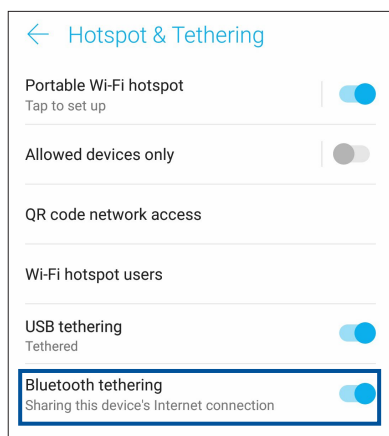 Hotspot & Tethering
Portable Wi-Fi hotspot
Tap to set up
Allowed devices only
QR code network access
Wi-Fi hotspot users
USB tethering
Tethered
Bluetooth tethering
Sharing this device's Internet connection